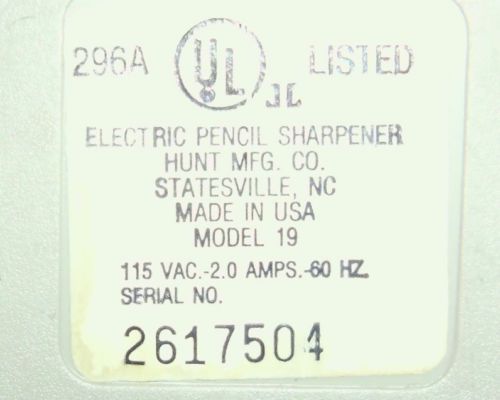 296A UL LISTED
ELECTRIC PENCIL SHARPENER
HUNT MFG. CO.
STATESVILLE, NC
MADE IN USA
MODEL 19
115 VAC.-2.0 AMPS.-60 HZ.
SERIAL NO.
2617504